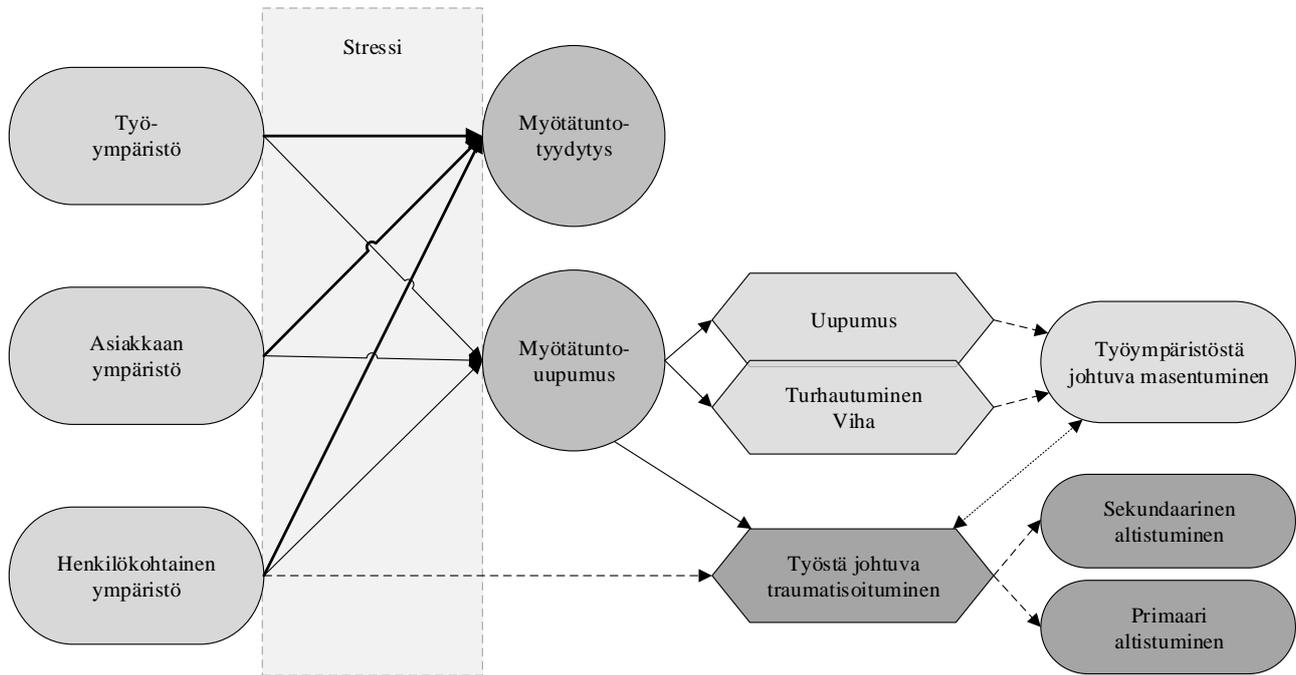 Stressi
Työ-
ympäristö
Myötätunto-
tyydytys
Asiakkaan
ympäristö
Myötätunto-
uupumus
Uupumus
Turhautuminen
Viha
Työympäristöstä
johtuva masentuminen
Henkilökohtainen
ympäristö
Työstä johtuva
traumatisoituminen
Sekundaarinen
altistuminen
Primaari
altistuminen